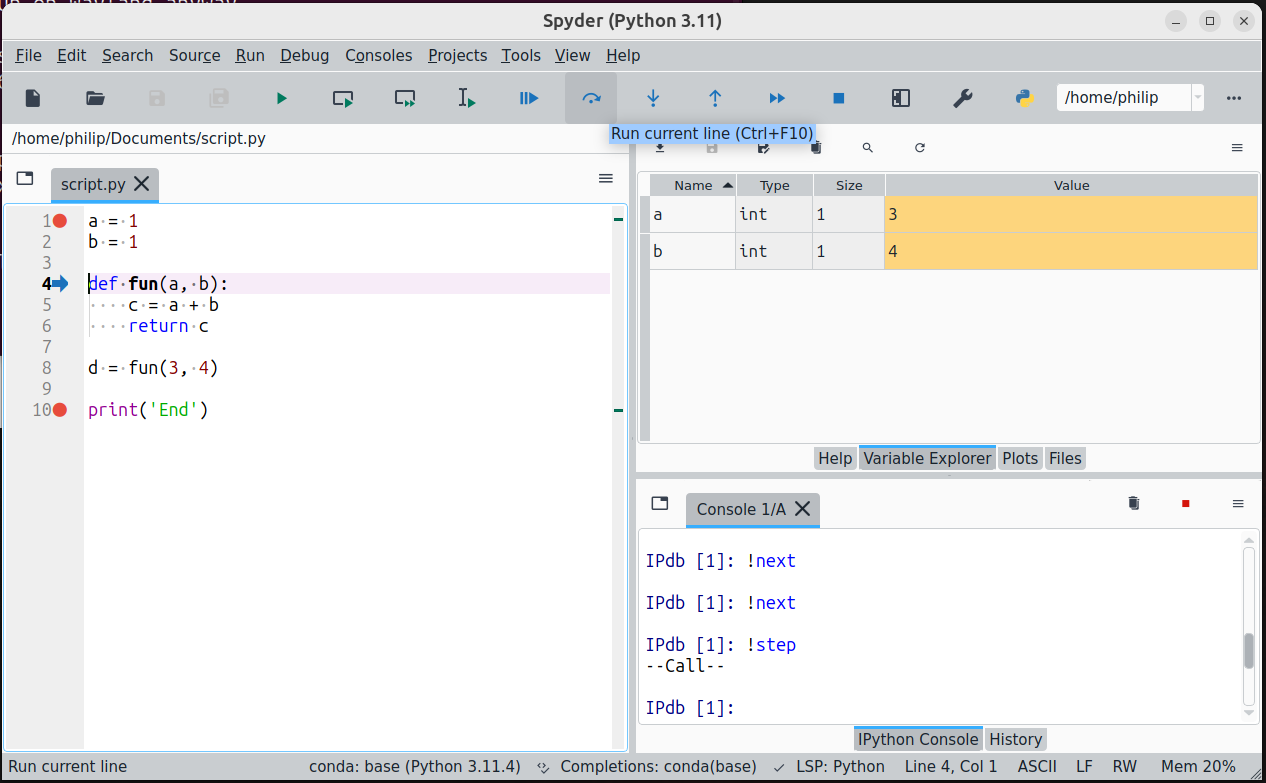 Spyder (Python 3.11)
File Edit Search Source Run Debug Consoles Projects Tools View Help
/home/philip
Run current line (Ctrl+F10)
/home/philip/Documents/script.py
script.py
1 a = 1
2 b = 1
3
4 def fun(a, b):
5 c = a + b
6 return c
7
8 d = fun(3, 4)
9
10 print('End')
Name Type Size Value
a int 1 3
b int 1 4
Help Variable Explorer Plots Files
Console 1/A
IPdb [1]: !next
IPdb [1]: !next
IPdb [1]: !step
--Call--
IPdb [1]:
IPython Console History
Run current line conda: base (Python 3.11.4) Completions: conda(base) LSP: Python Line 4, Col 1 ASCII LF RW Mem 20%